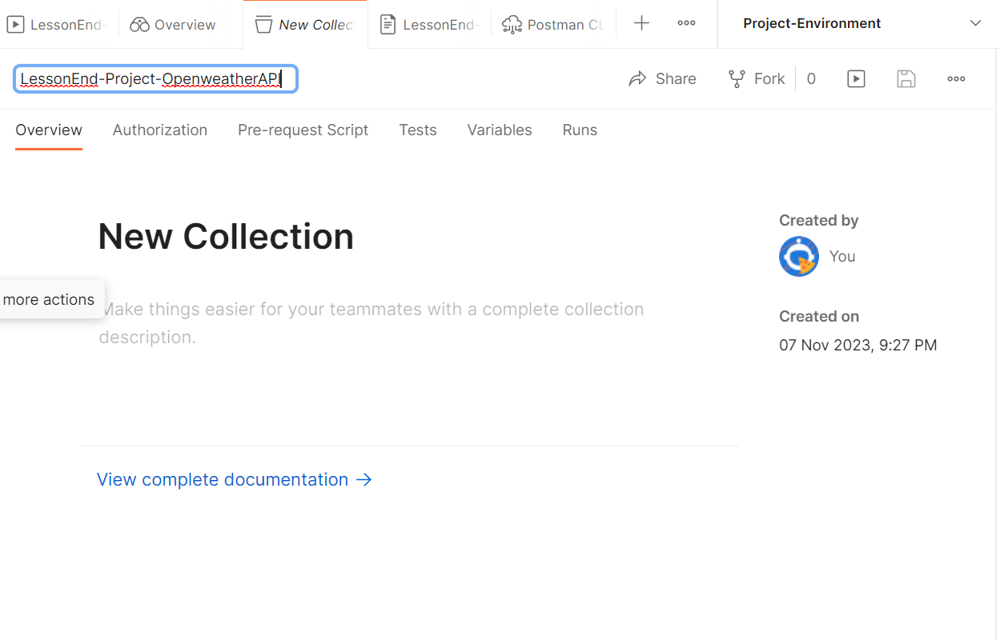 LessonEnd- Overview New Collec LessonEnd- Postman CL Project-Environment
LessonEnd-Project-OpenweatherAPI Share Fork 0
Overview Authorization Pre-request Script Tests Variables Runs
New Collection
Created by
You
more actions
Make things easier for your teammates with a complete collection
description.
Created on
07 Nov 2023, 9:27 PM
View complete documentation →